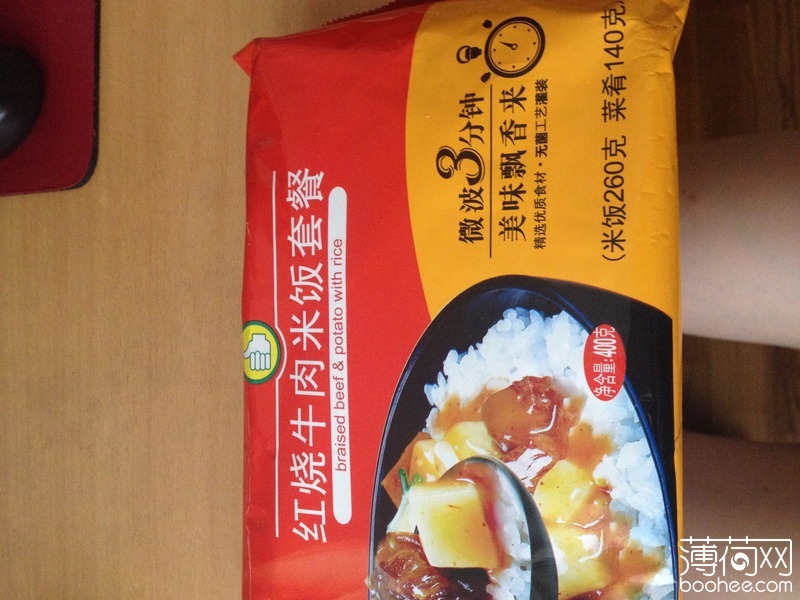 红烧牛肉米饭套餐
braised beef & potato with rice
微波3分钟
美味飘香来
精选优质食材·无菌工艺灌装
(米饭260克 菜肴140克
净含量:400克
薄荷网
boohee.com